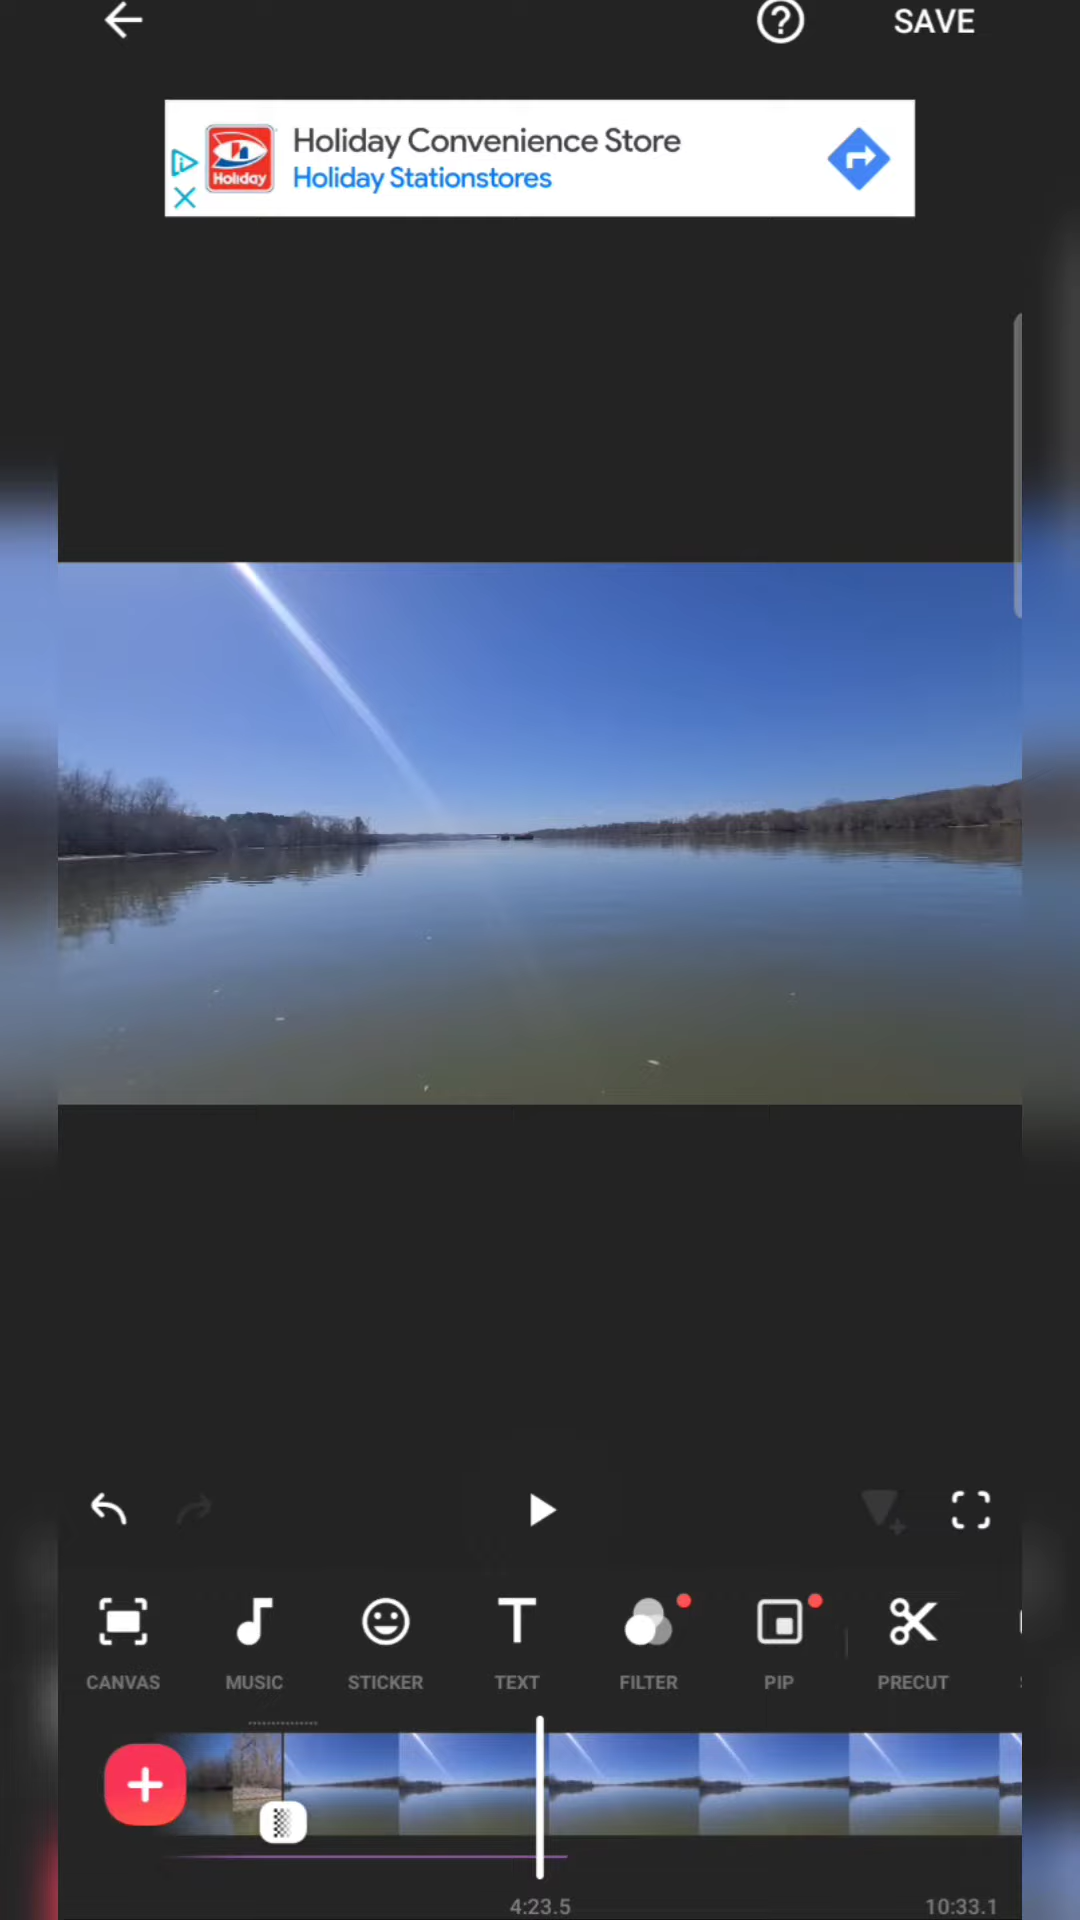 SAVE
Holiday
Holiday Convenience Store
Holiday Stationstores
CANVAS
MUSIC
STICKER
TEXT
FILTER
PIP
PRECUT
4:23.5
10:33.1